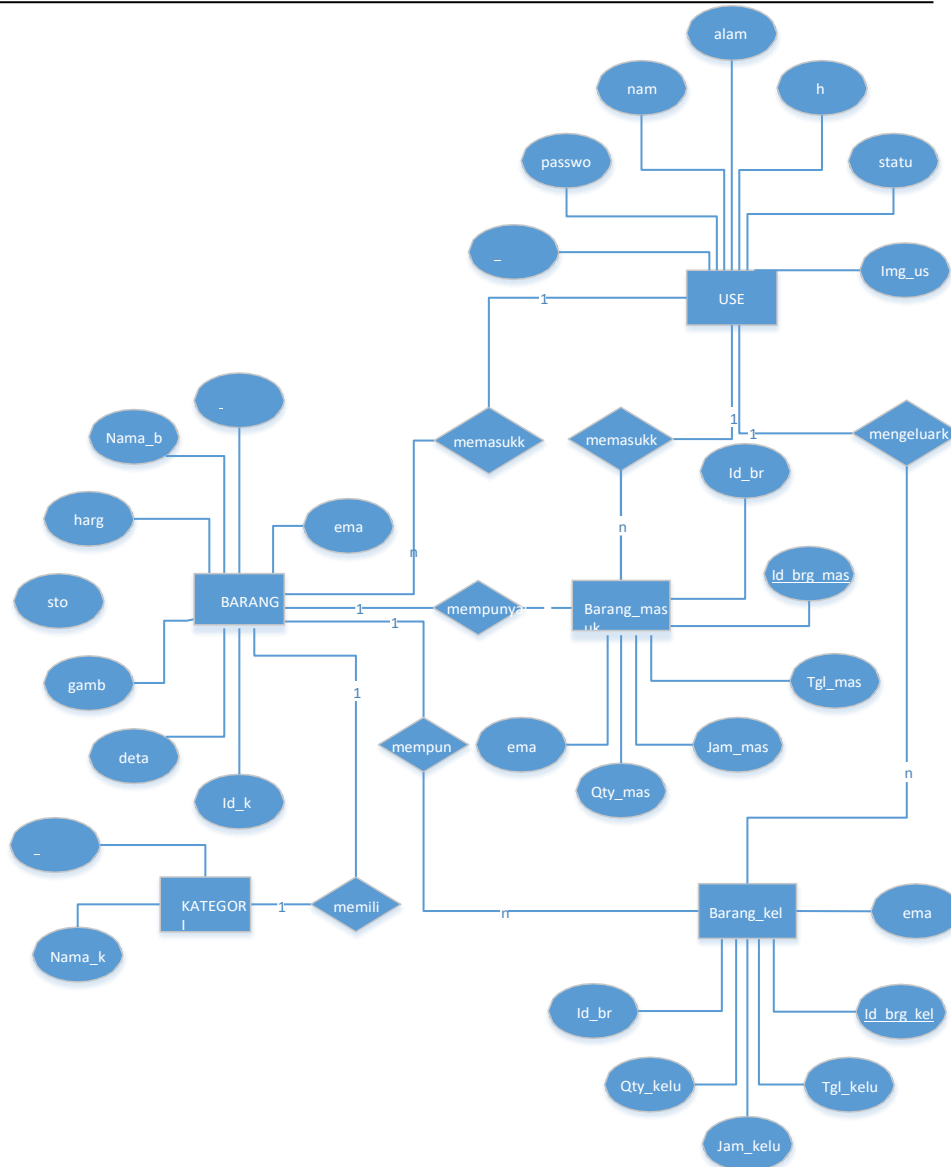 alam
nam
h
passwo
statu
_
Img_us
USE
1
-
memasukk
memasukk
1
1
mengeluark
Nama_b
Id_br
harg
ema
n
n
Id_brg_mas
sto
BARANG
1
mempunya
Barang_mas
uk
1
gamb
Tgl_mas
1
deta
mempun
ema
Jam_mas
n
Id_k
Qty_mas
_
KATEGOR
I
1
memili
n
Barang_kel
ema
Nama_k
Id_br
Id_brg_kel
Qty_kelu
Tgl_kelu
Jam_kelu